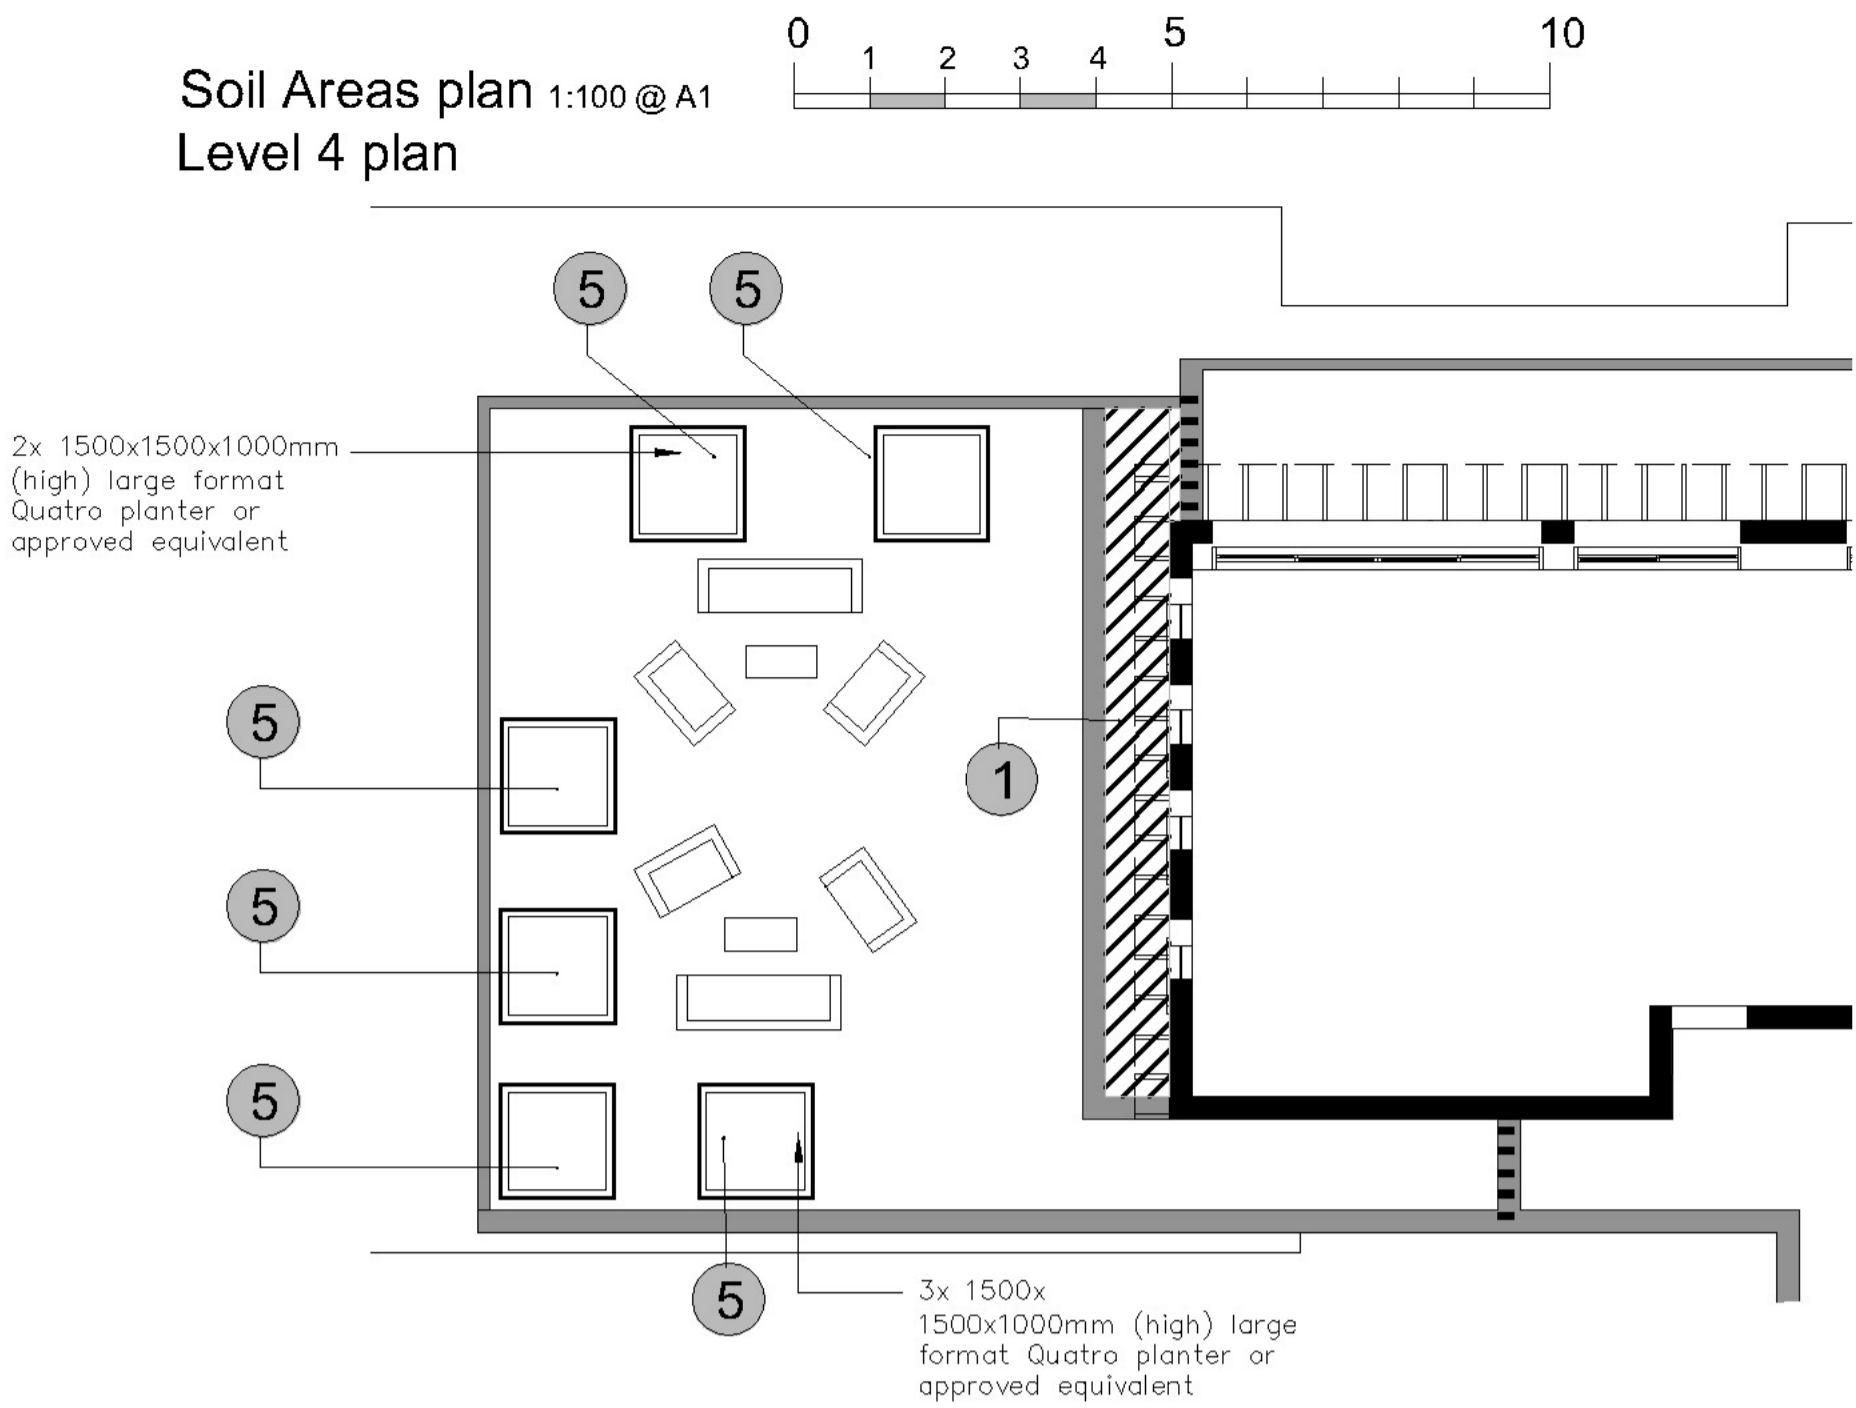 0 5 10
1 2 3 4
Soil Areas plan 1:100 @ A1
Level 4 plan
5 5
2x 1500x1500x1000mm
(high) large format
Quatro planter or
approved equivalent
5
1
5
5
5
3x 1500x
1500x1000mm (high) large
format Quatro planter or
approved equivalent